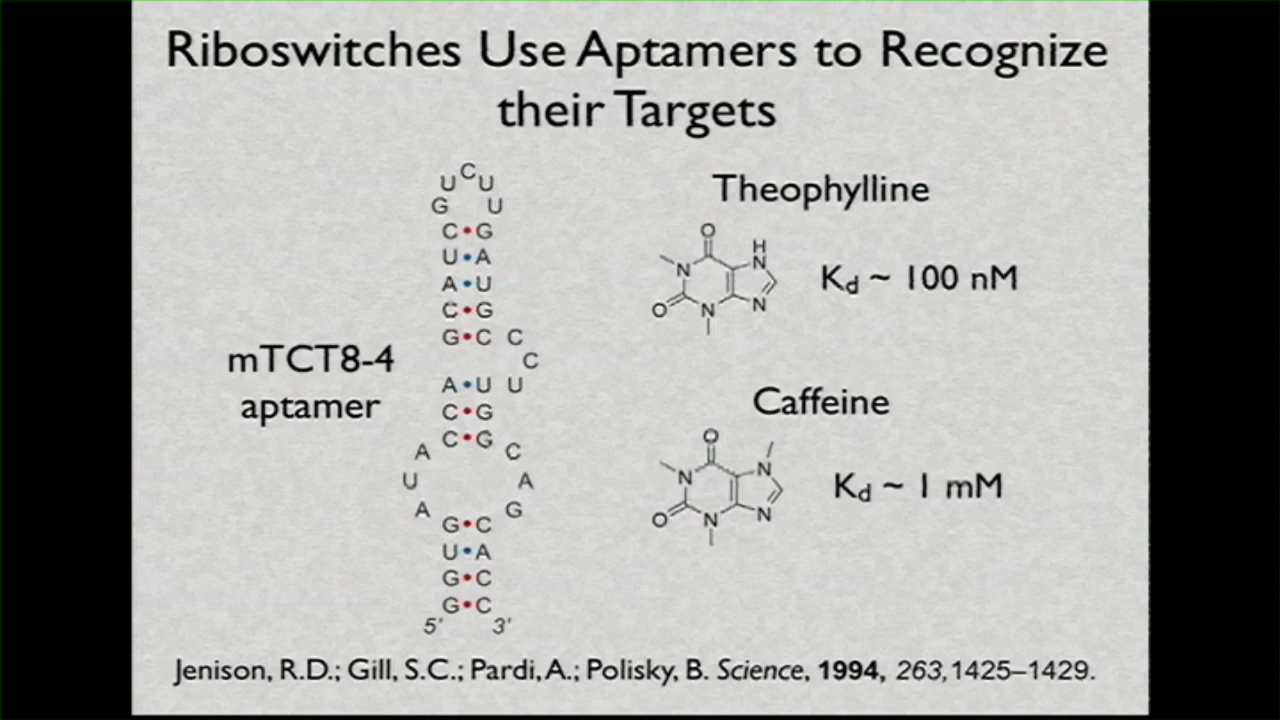 Riboswitches Use Aptamers to Recognize
their Targets
C
U U
G U
C•G
U•A
A•U
C•G
G•C C
C
A•U U
C•G
C•G
A C
U A
A G
G•C
U•A
G•C
G•C
5' 3'
mTCT8-4
aptamer
Theophylline
O
H
N
N
O N N
Kd ~ 100 nM
Caffeine
O
N
N
O N N
Kd ~ 1 mM
Jenison, R.D.; Gill, S.C.; Pardi, A.; Polisky, B. Science, 1994, 263, 1425–1429.